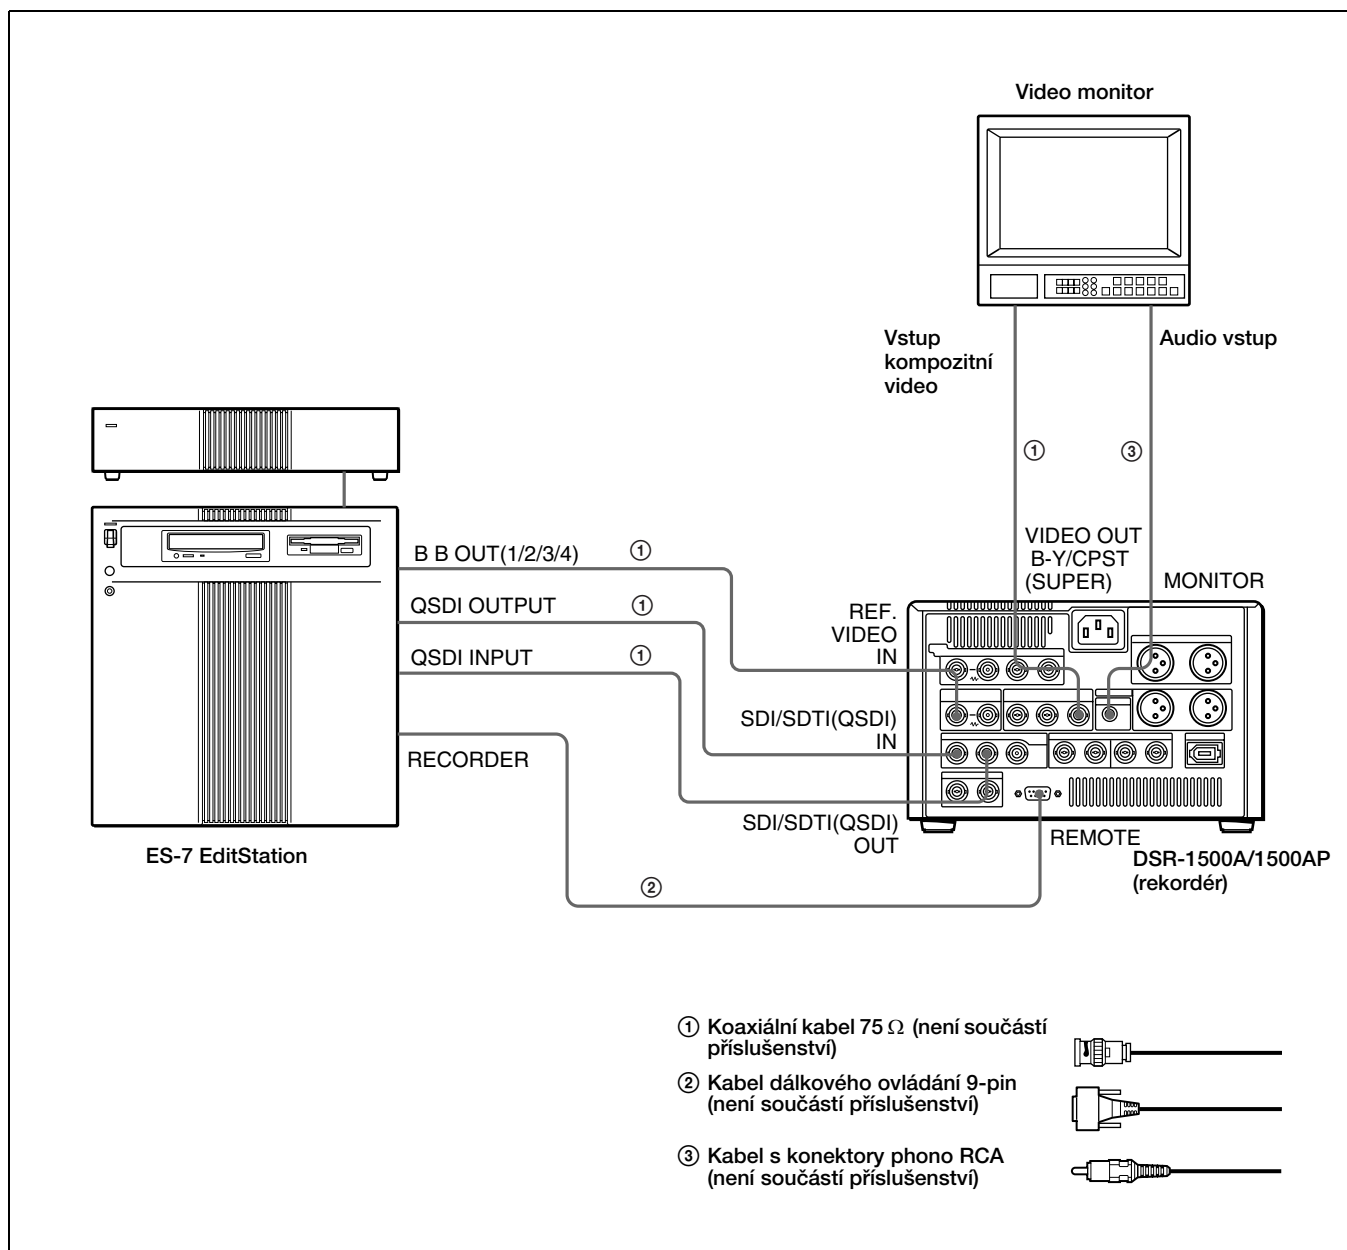 Video monitor
Vstup
kompozitní
video
Audio vstup
①
③
VIDEO OUT
B-Y/CPST
(SUPER)
MONITOR
B B OUT(1/2/3/4)
①
QSDI OUTPUT
①
QSDI INPUT
①
REF.
VIDEO
IN
SDI/SDTI(QSDI)
IN
RECORDER
SDI/SDTI(QSDI)
OUT
REMOTE
ES-7 EditStation
DSR-1500A/1500AP
(rekordér)
②
① Koaxiální kabel 75 Ω (není součástí
příslušenství)
② Kabel dálkového ovládání 9-pin
(není součástí příslušenství)
③ Kabel s konektory phono RCA
(není součástí příslušenství)